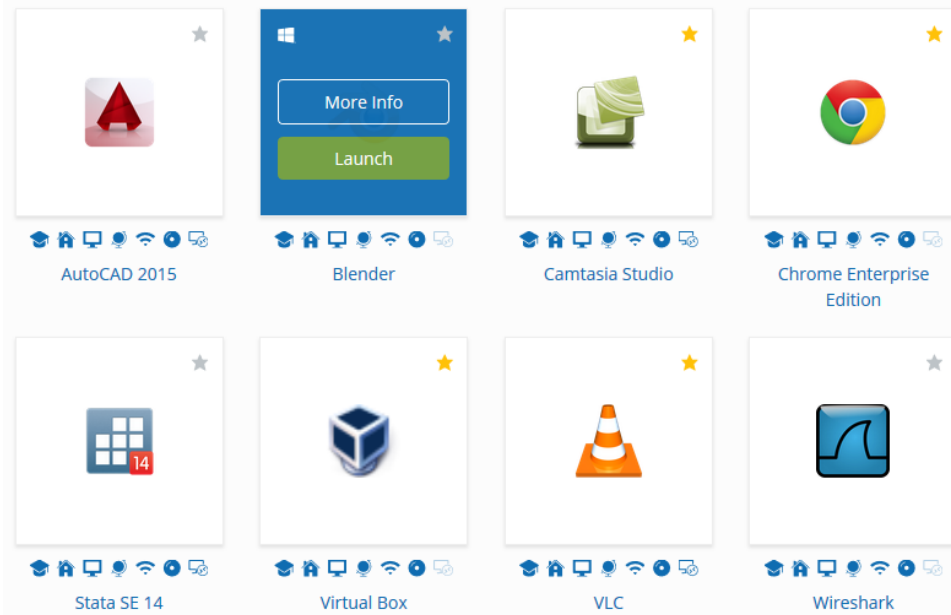 More Info
Launch
AutoCAD 2015
Blender
Camtasia Studio
Chrome Enterprise
Edition
14
Stata SE 14
Virtual Box
VLC
Wireshark